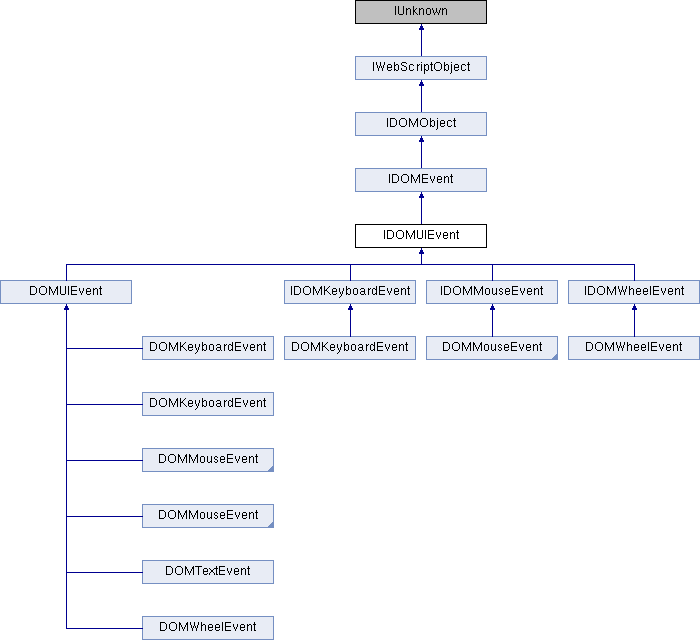 IUnknown
IWebScriptObject
IDOMObject
IDOMEvent
IDOMUIEvent
DOMUIEvent
IDOMKeyboardEvent
IDOMMouseEvent
IDOMWheelEvent
DOMKeyboardEvent
DOMKeyboardEvent
DOMMouseEvent
DOMWheelEvent
DOMKeyboardEvent
DOMMouseEvent
DOMMouseEvent
DOMTextEvent
DOMWheelEvent